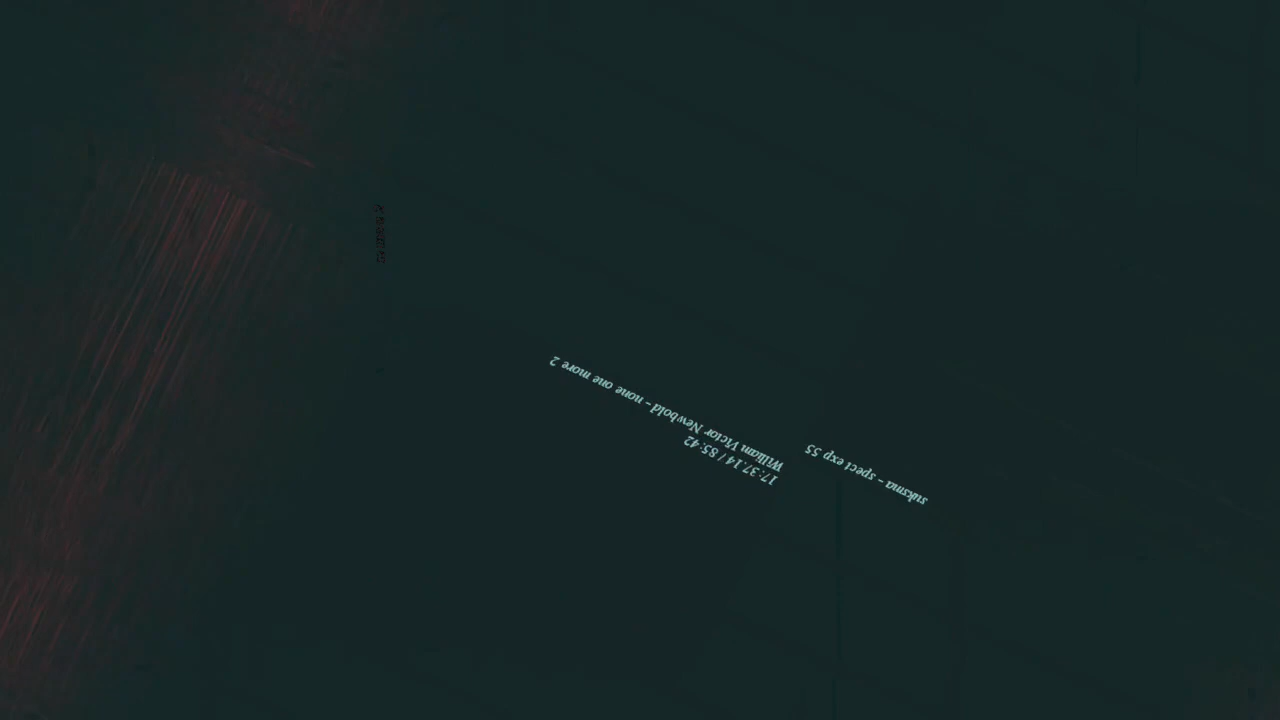 17:37.14 / 85:42
William Victor Newbold - none one more 2
suksma - spect exp 55